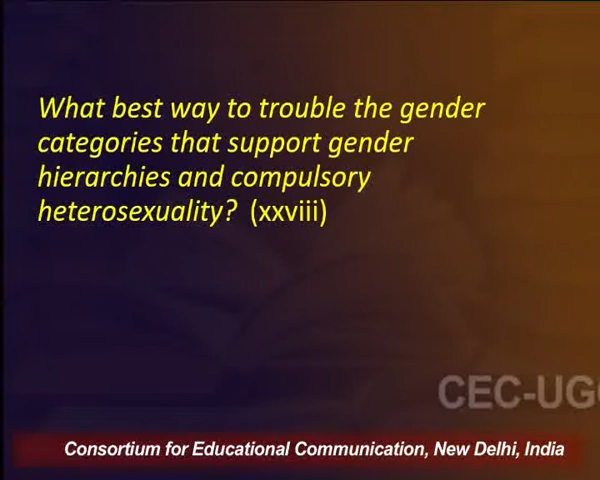 What best way to trouble the gender
categories that support gender
hierarchies and compulsory
heterosexuality? (xxviii)
CEC-UG
Consortium for Educational Communication, New Delhi, India